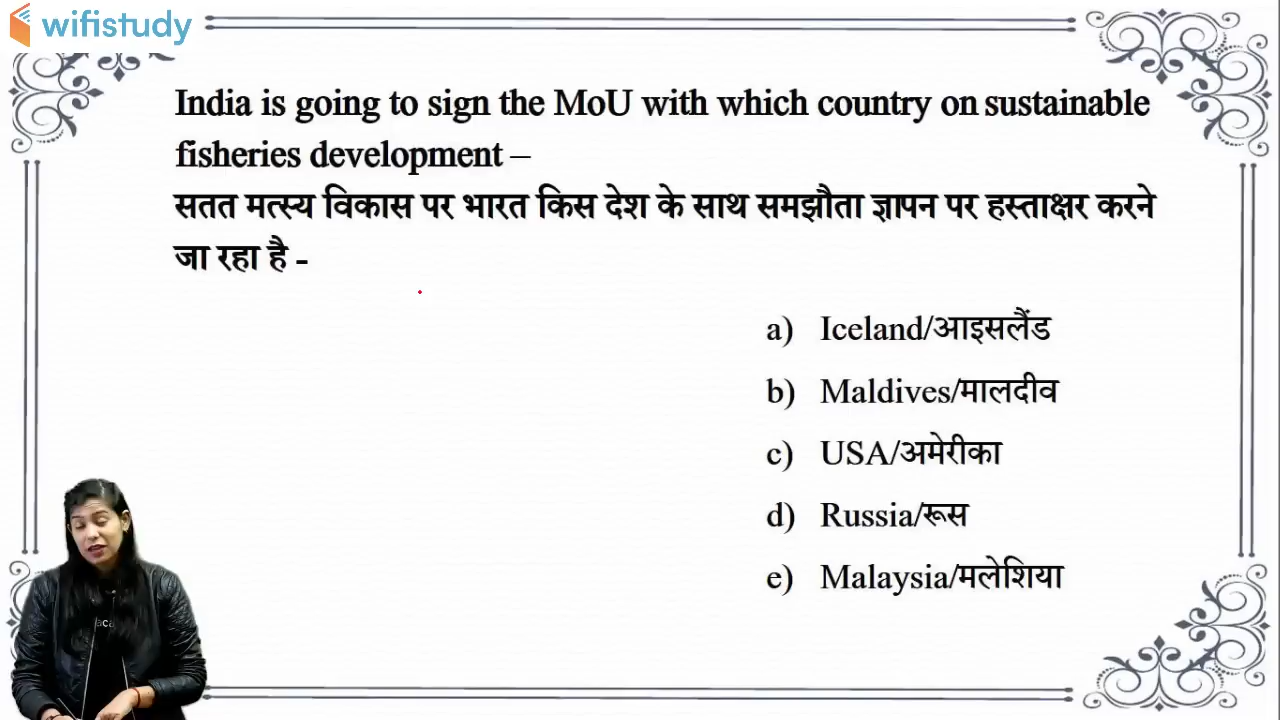 wifistudy
India is going to sign the MoU with which country on sustainable
fisheries development –
सतत मत्स्य विकास पर भारत किस देश के साथ समझौता ज्ञापन पर हस्ताक्षर करने
जा रहा है -
a) Iceland/आइसलैंड
b) Maldives/मालदीव
c) USA/अमेरीका
d) Russia/रूस
e) Malaysia/मलेशिया